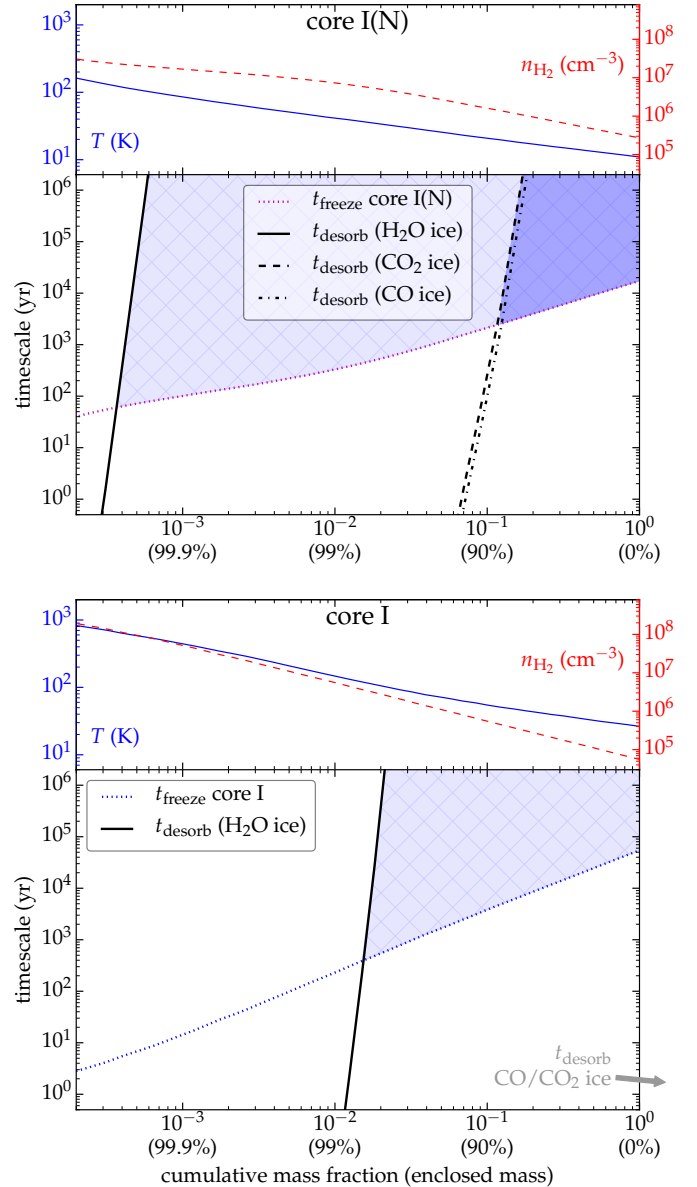 core I(N)
10³
10²
10¹
T (K)
n_H₂ (cm⁻³)
10⁸
10⁷
10⁶
10⁵
timescale (yr)
10⁶
10⁵
10⁴
10³
10²
10¹
10⁰
t_freeze core I(N)
t_desorb (H₂O ice)
t_desorb (CO₂ ice)
t_desorb (CO ice)
10⁻³ 10⁻² 10⁻¹ 10⁰
(99.9%) (99%) (90%) (0%)
core I
10³
10²
10¹
T (K)
n_H₂ (cm⁻³)
10⁸
10⁷
10⁶
10⁵
timescale (yr)
10⁶
10⁵
10⁴
10³
10²
10¹
10⁰
t_freeze core I
t_desorb (H₂O ice)
t_desorb
CO/CO₂ ice
10⁻³ 10⁻² 10⁻¹ 10⁰
(99.9%) (99%) (90%) (0%)
cumulative mass fraction (enclosed mass)